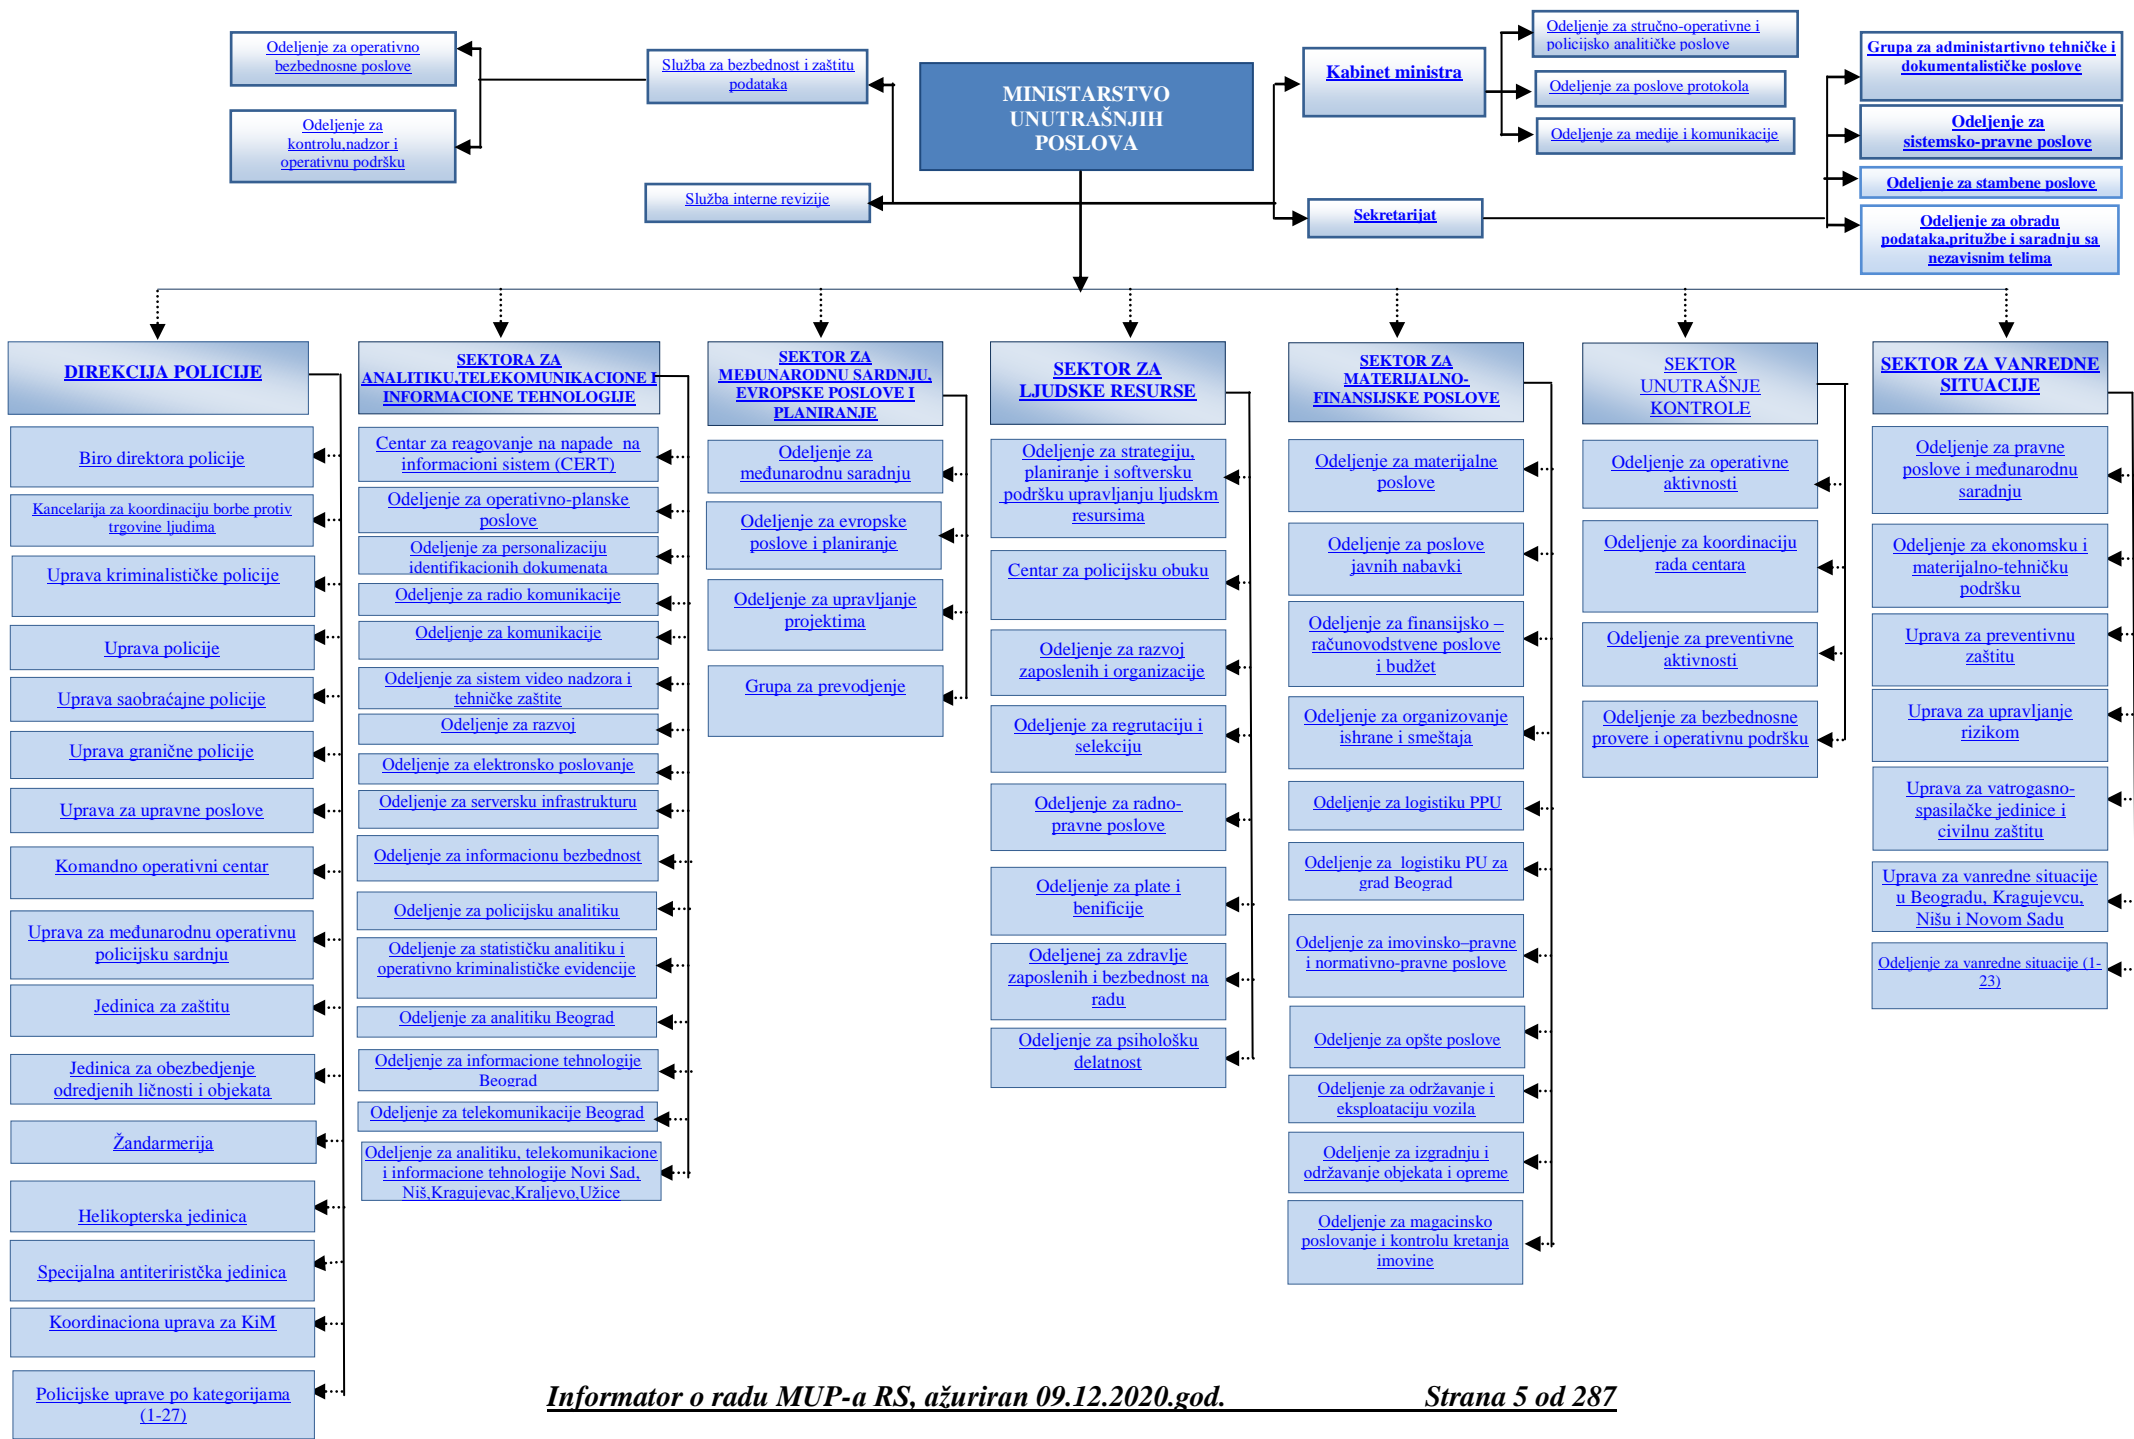 Odeljenje za operativno
bezbednosne poslove
Odeljenje za
kontrolu,nadzor i
operativnu podršku
Služba za bezbednost i zaštitu
podataka
Služba interne revizije
MINISTARSTVO
UNUTRAŠNJIH
POSLOVA
Kabinet ministra
Sekretarijat
Odeljenje za stručno-operativne i
policijsko analitičke poslove
Odeljenje za poslove protokola
Odeljenje za medije i komunikacije
Grupa za administartivno tehničke i
dokumentalističke poslove
Odeljenje za
sistemsko-pravne poslove
Odeljenje za stambene poslove
Odeljenje za obradu
podataka,pritužbe i saradnju sa
nezavisnim telima
DIREKCIJA POLICIJE
Biro direktora policije
Kancelarija za koordinaciju borbe protiv
trgovine ljudima
Uprava kriminalističke policije
Uprava policije
Uprava saobraćajne policije
Uprava granične policije
Uprava za upravne poslove
Komandno operativni centar
Uprava za međunarodnu operativnu
policijsku sardnju
Jedinica za zaštitu
Jedinica za obezbedjenje
odredjenih ličnosti i objekata
Žandarmerija
Helikopterska jedinica
Specijalna antiteriristčka jedinica
Koordinaciona uprava za KiM
Policijske uprave po kategorijama
(1-27)
SEKTORA ZA
ANALITIKU,TELEKOMUNIKACIONE I
INFORMACIONE TEHNOLOGIJE
Centar za reagovanje na napade na
informacioni sistem (CERT)
Odeljenje za operativno-planske
poslove
Odeljenje za personalizaciju
identifikacionih dokumenata
Odeljenje za radio komunikacije
Odeljenje za komunikacije
Odeljenje za sistem video nadzora i
tehničke zaštite
Odeljenje za razvoj
Odeljenje za elektronsko poslovanje
Odeljenje za serversku infrastrukturu
Odeljenje za informacionu bezbednost
Odeljenje za policijsku analitiku
Odeljenje za statističku analitiku i
operativno kriminalističke evidencije
Odeljenje za analitiku Beograd
Odeljenje za informacione tehnologije
Beograd
Odeljenje za telekomunikacije Beograd
Odeljenje za analitiku, telekomunikacione
i informacione tehnologije Novi Sad,
Niš,Kragujevac,Kraljevo,Užice
SEKTOR ZA
MEĐUNARODNU SARDNJU,
EVROPSKE POSLOVE I
PLANIRANJE
Odeljenje za
međunarodnu saradnju
Odeljenje za evropske
poslove i planiranje
Odeljenje za upravljanje
projektima
Grupa za prevodjenje
SEKTOR ZA
LJUDSKE RESURSE
Odeljenje za strategiju,
planiranje i softversku
podršku upravljanju ljudskm
resursima
Centar za policijsku obuku
Odeljenje za razvoj
zaposlenih i organizacije
Odeljenje za regrutaciju i
selekciju
Odeljenje za radno-
pravne poslove
Odeljenje za plate i
benificije
Odeljenej za zdravlje
zaposlenih i bezbednost na
radu
Odeljenje za psihološku
delatnost
SEKTOR ZA
MATERIJALNO-
FINANSIJSKE POSLOVE
Odeljenje za materijalne
poslove
Odeljenje za poslove
javnih nabavki
Odeljenje za finansijsko –
računovodstvene poslove
i budžet
Odeljenje za organizovanje
ishrane i smeštaja
Odeljenje za logistiku PPU
Odeljenje za logistiku PU za
grad Beograd
Odeljenje za imovinsko–pravne
i normativno-pravne poslove
Odeljenje za opšte poslove
Odeljenje za održavanje i
eksploataciju vozila
Odeljenje za izgradnju i
održavanje objekata i opreme
Odeljenje za magacinsko
poslovanje i kontrolu kretanja
imovine
SEKTOR
UNUTRAŠNJE
KONTROLE
Odeljenje za operativne
aktivnosti
Odeljenje za koordinaciju
rada centara
Odeljenje za preventivne
aktivnosti
Odeljenje za bezbednosne
provere i operativnu podršku
SEKTOR ZA VANREDNE
SITUACIJE
Odeljenje za pravne
poslove i međunarodnu
saradnju
Odeljenje za ekonomsku i
materijalno-tehničku
podršku
Uprava za preventivnu
zaštitu
Uprava za upravljanje
rizikom
Uprava za vatrogasno-
spasilačke jedinice i
civilnu zaštitu
Uprava za vanredne situacije
u Beogradu, Kragujevcu,
Nišu i Novom Sadu
Odeljenje za vanredne situacije (1-
23)
Informator o radu MUP-a RS, ažuriran 09.12.2020.god. Strana 5 od 287